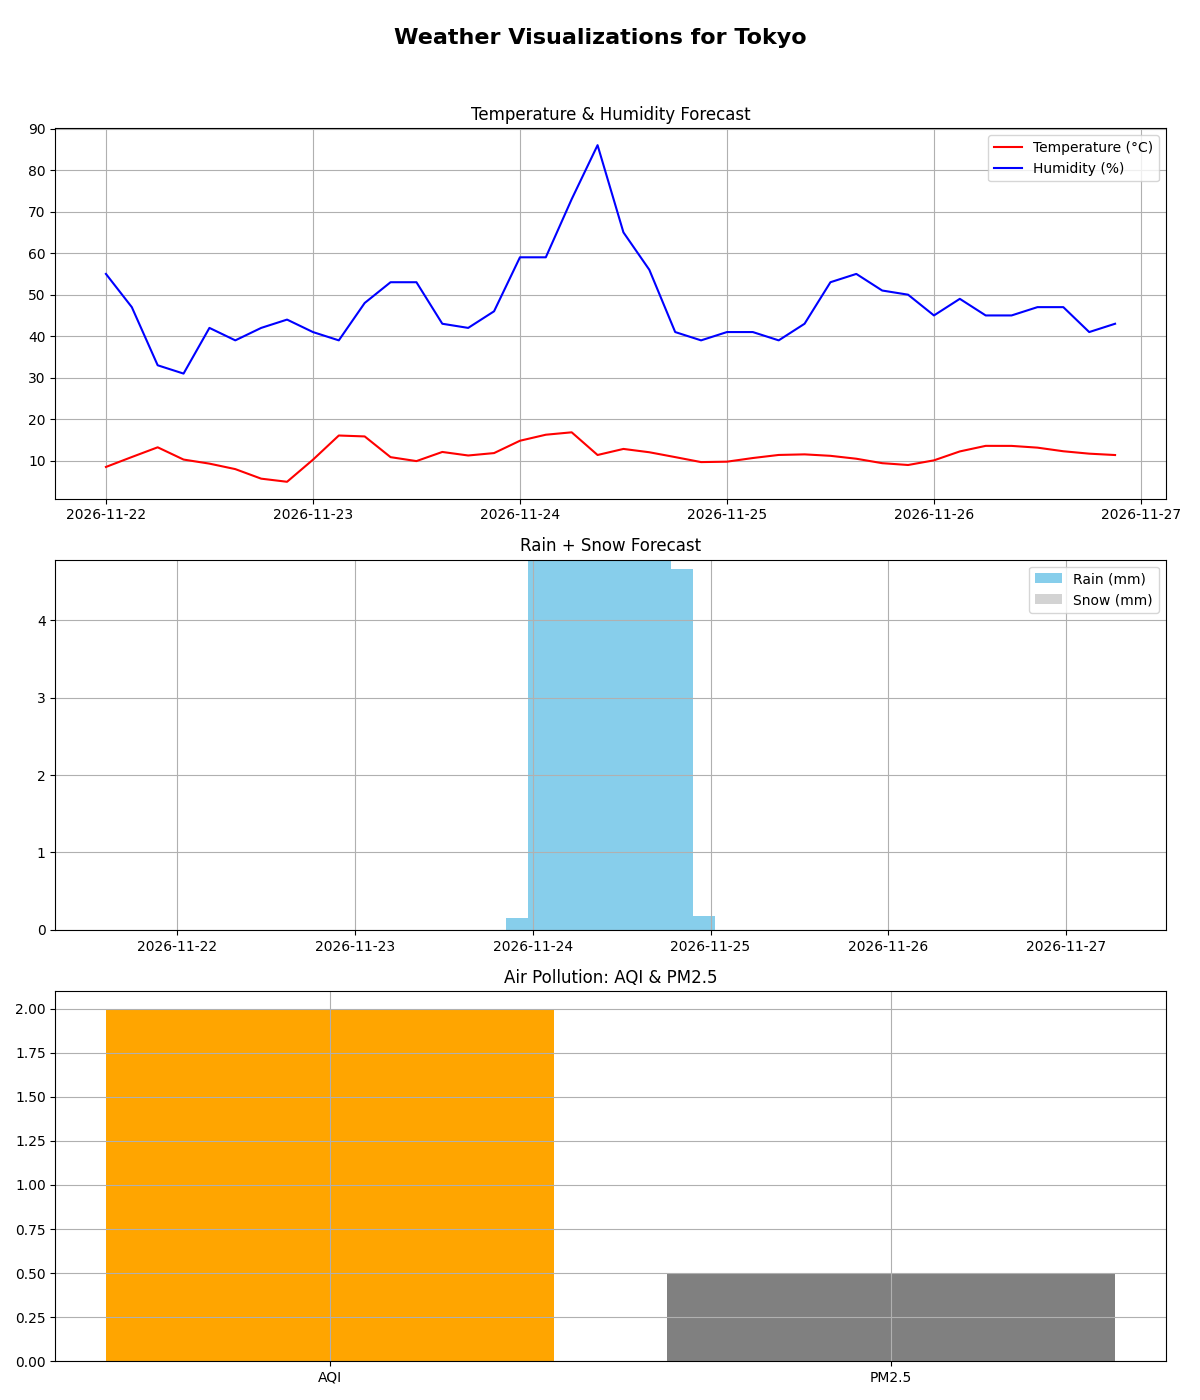 Weather Visualizations for Tokyo
Temperature & Humidity Forecast
90
80
70
60
50
40
30
20
10
Temperature (°C)
Humidity (%)
2026-11-22 2026-11-23 2026-11-24 2026-11-25 2026-11-26 2026-11-27
Rain + Snow Forecast
4
3
2
1
0
Rain (mm)
Snow (mm)
2026-11-22 2026-11-23 2026-11-24 2026-11-25 2026-11-26 2026-11-27
Air Pollution: AQI & PM2.5
2.00
1.75
1.50
1.25
1.00
0.75
0.50
0.25
0.00
AQI PM2.5